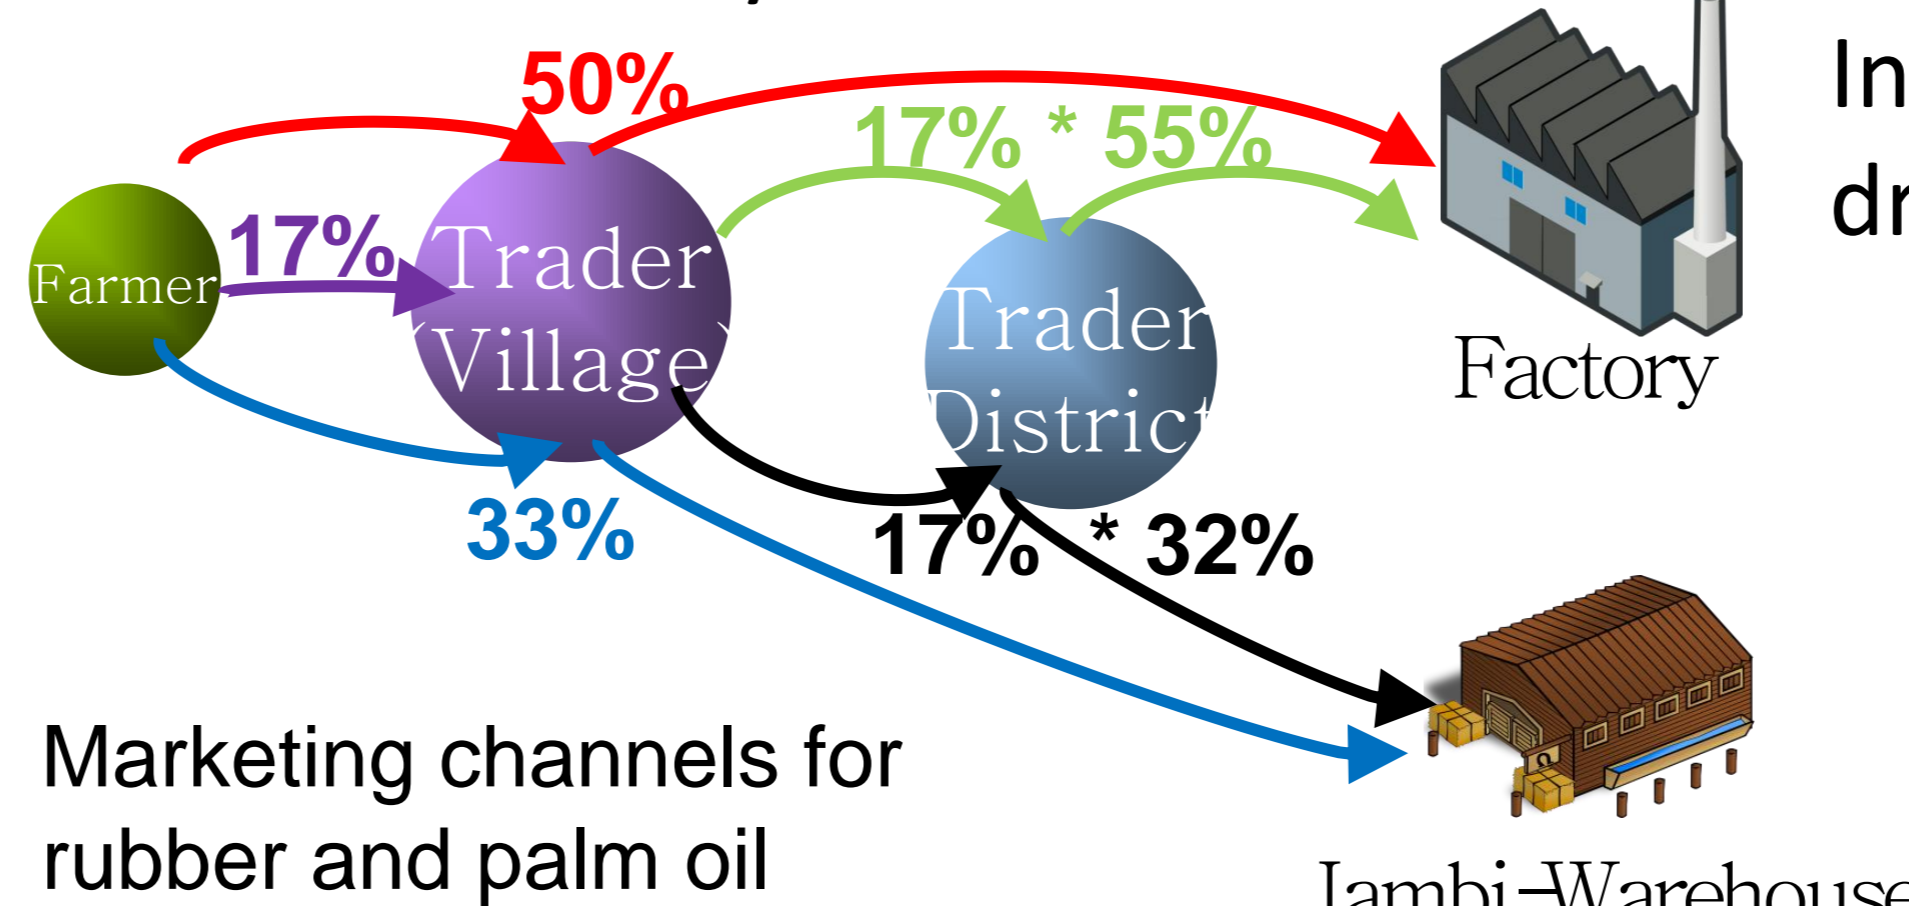 50%
17% * 55%
In
dr
17%
Farmer
Trader
(Village)
Trader
District
Factory
33%
17% * 32%
Marketing channels for
rubber and palm oil
Jambi-Warehouse